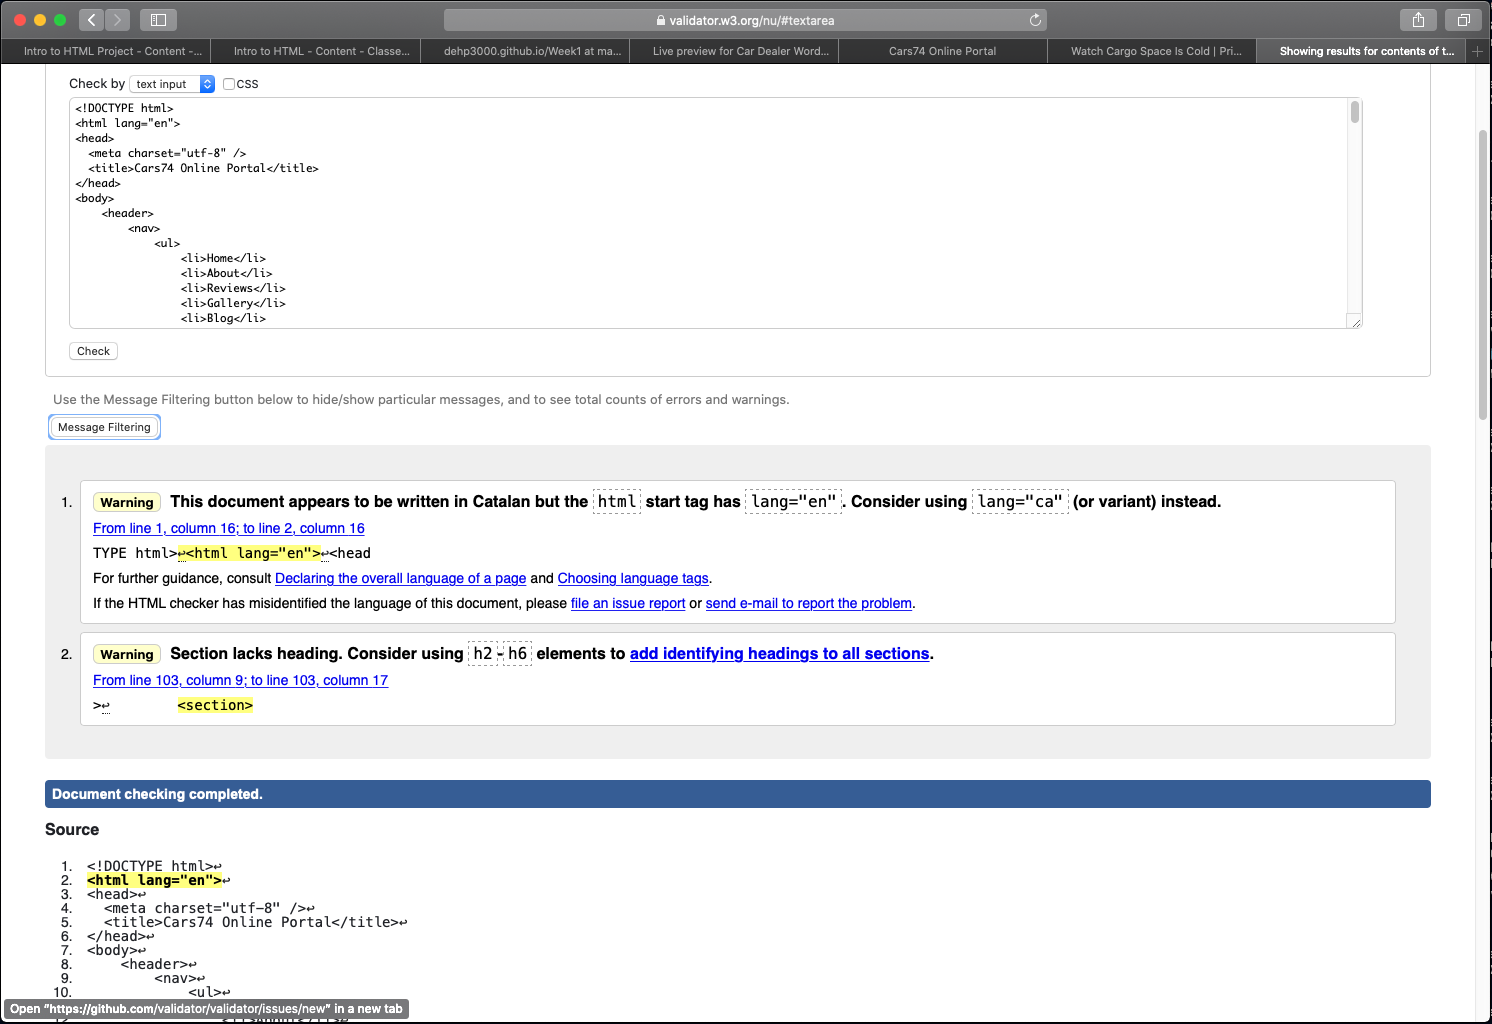 validator.w3.org/nu/#textarea
Intro to HTML Project - Content -...
Intro to HTML - Content - Classe...
dehp3000.github.io/Week1 at ma...
Live preview for Car Dealer Word...
Cars74 Online Portal
Watch Cargo Space Is Cold | Pri...
Showing results for contents of t...
Check by text input CSS
<!DOCTYPE html>
<html lang="en">
<head>
<meta charset="utf-8" />
<title>Cars74 Online Portal</title>
</head>
<body>
<header>
<nav>
<ul>
<li>Home</li>
<li>About</li>
<li>Reviews</li>
<li>Gallery</li>
<li>Blog</li>
Check
Use the Message Filtering button below to hide/show particular messages, and to see total counts of errors and warnings.
Message Filtering
1. Warning This document appears to be written in Catalan but the html start tag has lang="en". Consider using lang="ca" (or variant) instead.
From line 1, column 16; to line 2, column 16
TYPE html>↩<html lang="en">↩<head
For further guidance, consult Declaring the overall language of a page and Choosing language tags.
If the HTML checker has misidentified the language of this document, please file an issue report or send e-mail to report the problem.
2. Warning Section lacks heading. Consider using h2-h6 elements to add identifying headings to all sections.
From line 103, column 9; to line 103, column 17
>↩ <section>
Document checking completed.
Source
1. <!DOCTYPE html>↩
2. <html lang="en">↩
3. <head>↩
4. <meta charset="utf-8" />↩
5. <title>Cars74 Online Portal</title>↩
6. </head>↩
7. <body>↩
8. <header>↩
9. <nav>↩
10. <ul>↩
Open "https://github.com/validator/validator/issues/new" in a new tab